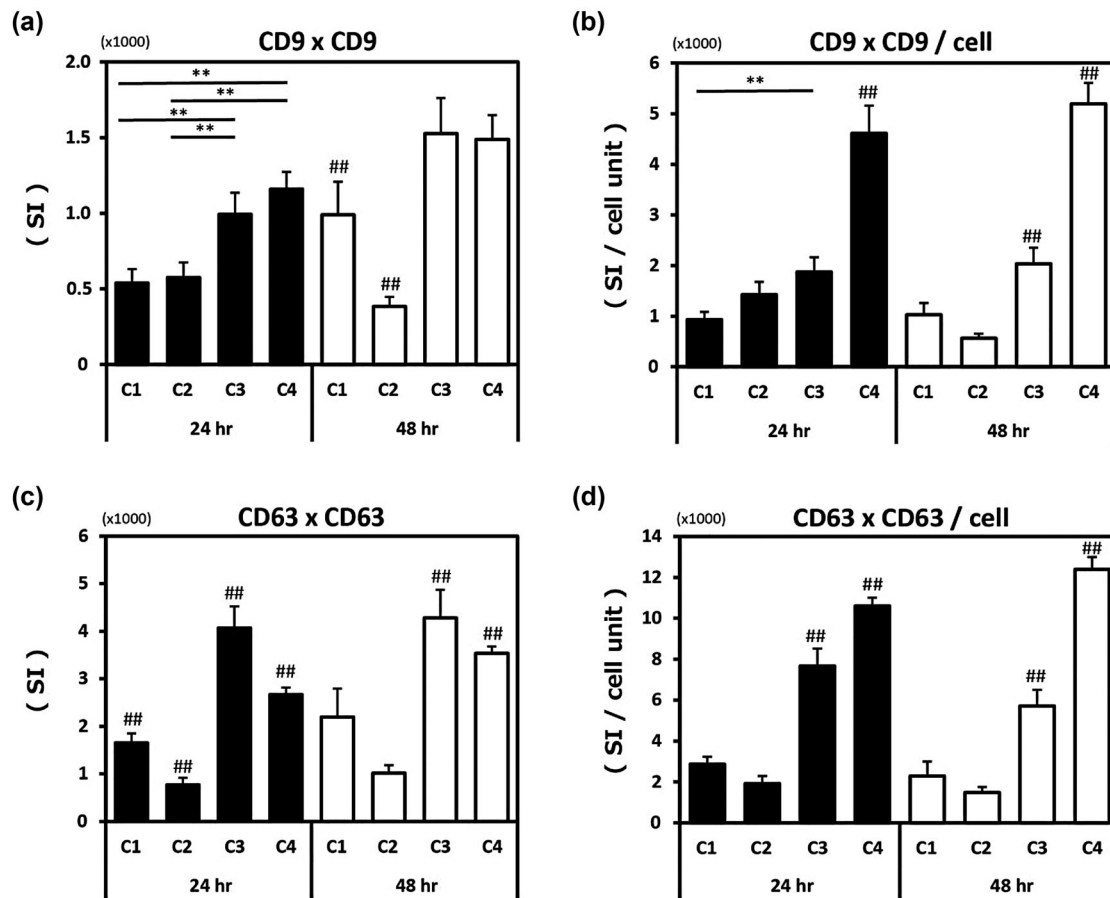 (a)
(x1000)
CD9 x CD9
( SI )
2.0
1.5
1.0
0.5
0
**
**
**
**
##
##
C1 C2 C3 C4 C1 C2 C3 C4
24 hr 48 hr
(b)
(x1000)
CD9 x CD9 / cell
( SI / cell unit )
6
5
4
3
2
1
0
**
##
##
##
C1 C2 C3 C4 C1 C2 C3 C4
24 hr 48 hr
(c)
(x1000)
CD63 x CD63
( SI )
6
5
4
3
2
1
0
##
##
##
##
##
##
C1 C2 C3 C4 C1 C2 C3 C4
24 hr 48 hr
(d)
(x1000)
CD63 x CD63 / cell
( SI / cell unit )
14
12
10
8
6
4
2
0
##
##
##
##
C1 C2 C3 C4 C1 C2 C3 C4
24 hr 48 hr